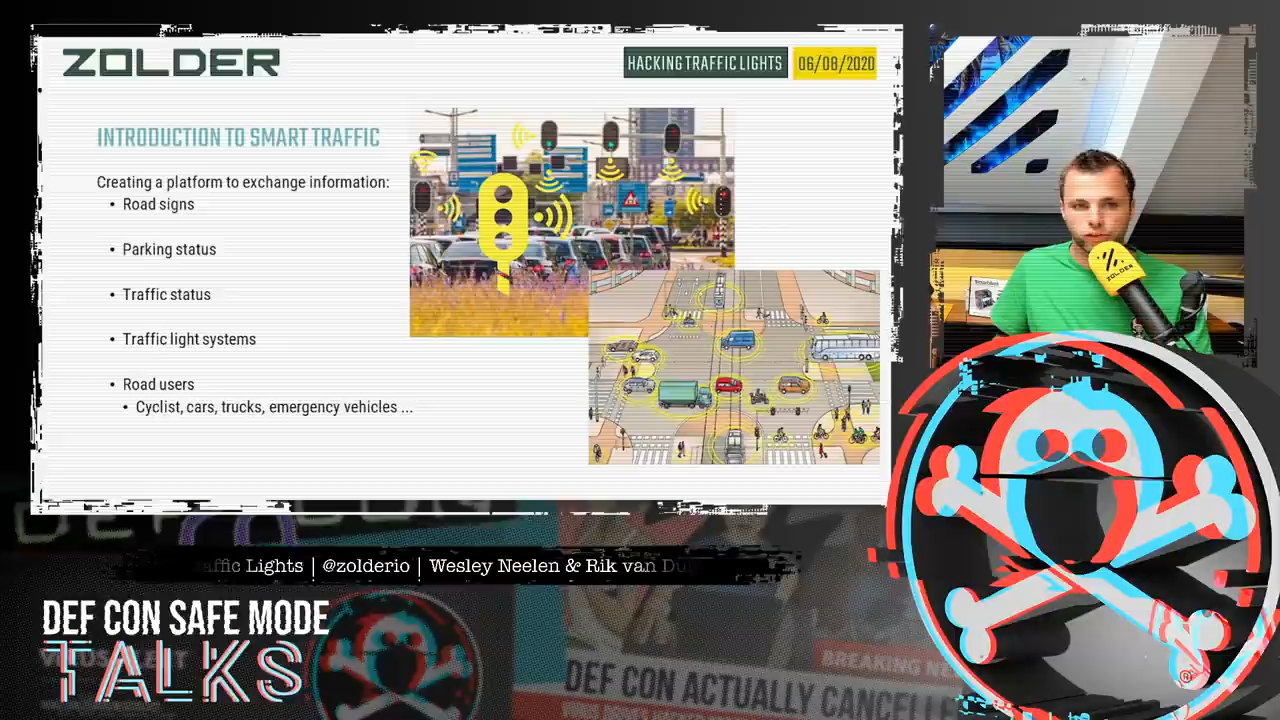 ZOLDER
HACKING TRAFFIC LIGHTS
06/08/2020
INTRODUCTION TO SMART TRAFFIC
Creating a platform to exchange information:
• Road signs
• Parking status
• Traffic status
• Traffic light systems
• Road users
• Cyclist, cars, trucks, emergency vehicles ...
ZOLDER
affic Lights | @zolderio | Wesley Neelen & Rik van Du
DEF CON SAFE MODE
TALKS
BREAKING NE
DEF CON ACTUALLY CANCELLE